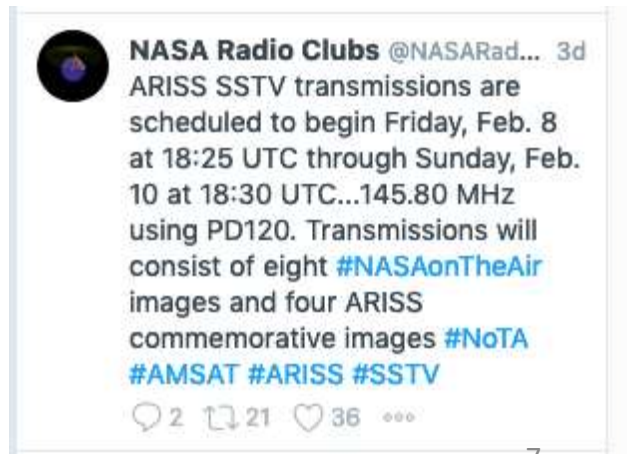 NASA Radio Clubs @NASARad... 3d
ARISS SSTV transmissions are
scheduled to begin Friday, Feb. 8
at 18:25 UTC through Sunday, Feb.
10 at 18:30 UTC...145.80 MHz
using PD120. Transmissions will
consist of eight #NASAonTheAir
images and four ARISS
commemorative images #NoTA
#AMSAT #ARISS #SSTV
2 21 36